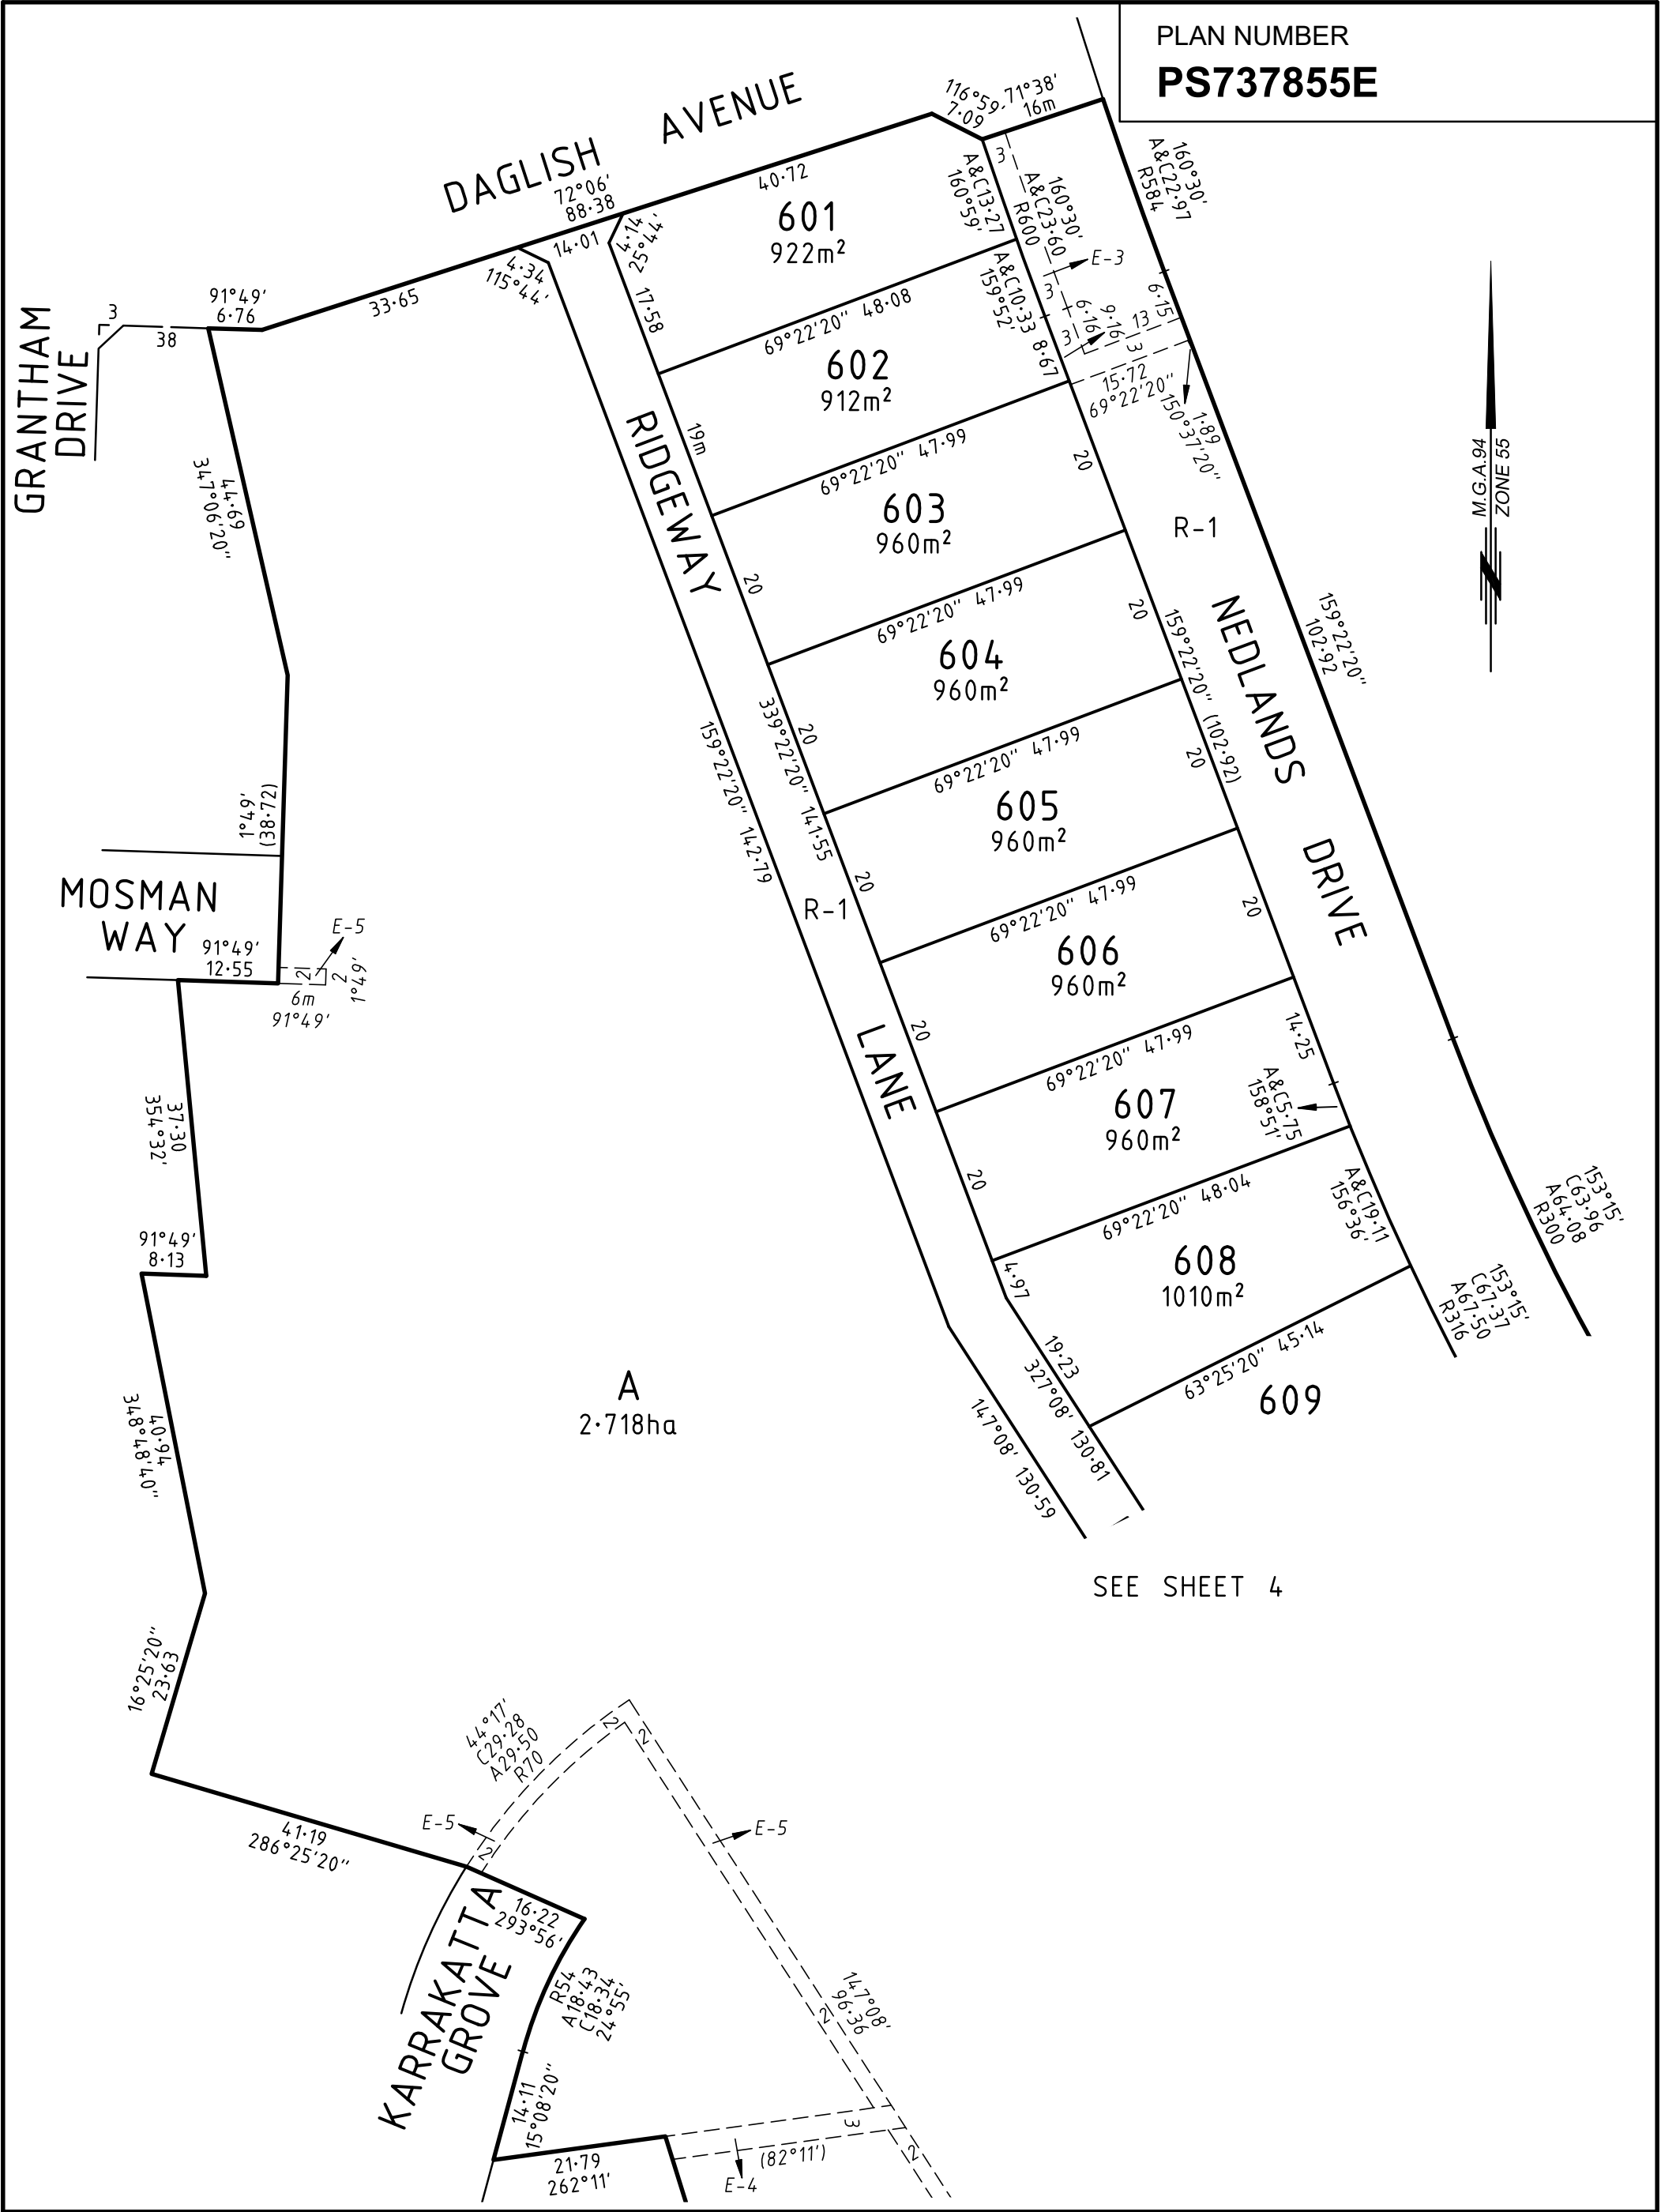 PLAN NUMBER
PS737855E
DAGLISH AVENUE
72°06'
88·38
116°59'
7·09
71°38'
16m
40·72
601
922m²
14·01
4·14
25°44'
4·34
115°44'
33·65
91°49'
6·76
3
38
GRANTHAM
DRIVE
A&C13·27
160°59'
3
160°30'
A&C23·60
R600
160°30'
A&C22·97
R584
E-3
17·58
69°22'20" 48·08
A&C10·33
159°52'
3
6·16
9·16
13
6·15
3
3
8·67
15·72
69°22'20"
1·89
150°37'20"
602
912m²
RIDGEWAY
19m
69°22'20" 47·99
20
603
960m²
R-1
20
69°22'20" 47·99
20
604
960m²
159°22'20" (102·92)
NEDLANDS DRIVE
159°22'20"
102·92
M.G.A.94
ZONE 55
N
44·69
347°06'20"
339°22'20" 141·55
159°22'20" 142·79
20
69°22'20" 47·99
20
605
960m²
1°49'
(38·72)
MOSMAN
WAY
91°49'
12·55
E-5
2
2
1°49'
6m
91°49'
R-1
20
69°22'20" 47·99
20
606
960m²
LANE
20
69°22'20" 47·99
14·25
607
960m²
A&C5·75
158°51'
37·30
354°32'
20
69°22'20" 48·04
A&C19·11
156°36'
153°15'
C63·96
A64·08
R300
91°49'
8·13
608
1010m²
4·97
19·23
327°08' 130·81
63°25'20" 45·14
153°15'
C67·37
A67·50
R316
609
147°08' 130·59
A
2·718ha
40·94
348°48'40"
SEE SHEET 4
16°25'20"
23·63
41·19
286°25'20"
44°17'
C29·28
A29·50
R70
2
2
E-5
2
E-5
16·22
293°56'
KARRAKATTA
GROVE
R54
A18·43
C18·34
24°55'
147°08'
96·36
2
14·11
15°08'20"
21·79
262°11'
3
(82°11')
E-4
2